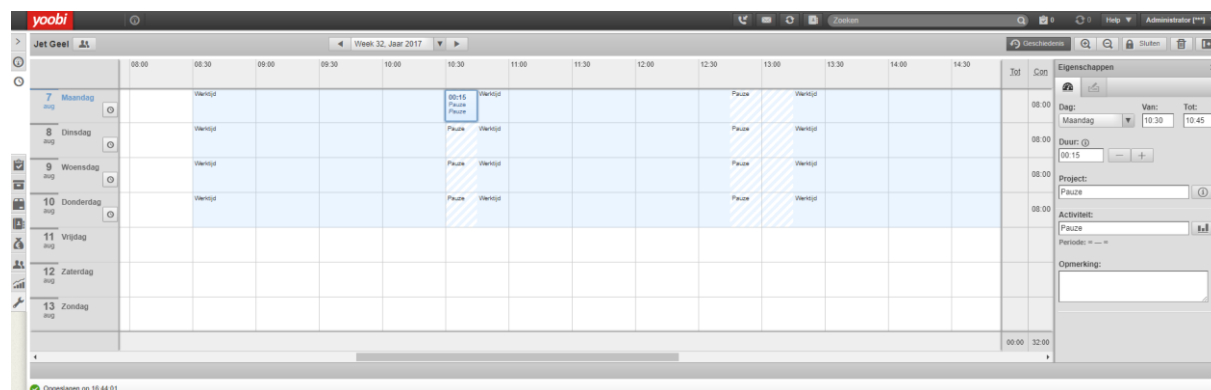 yoobi Zoeken 0 0 Help Administrator (***)
Jet Geel Week 32, Jaar 2017 Geschiedenis Sluiten
08:00 08:30 09:00 09:30 10:00 10:30 11:00 11:30 12:00 12:30 13:00 13:30 14:00 14:30 Tot Con Eigenschappen
7 Maandag Werktijd 00:15 Werktijd Pauze Werktijd 08:00
aug Pauze
Pauze
Dag: Van: Tot:
Maandag 10:30 10:45
8 Dinsdag Werktijd Pauze Werktijd Pauze Werktijd 08:00
aug
Duur:
00:15
9 Woensdag Werktijd Pauze Werktijd Pauze Werktijd 08:00
aug
Project:
Pauze
10 Donderdag Werktijd Pauze Werktijd Pauze Werktijd 08:00
aug
Activiteit:
Pauze
Periode: = — =
11 Vrijdag
aug
Opmerking:
12 Zaterdag
aug
13 Zondag
aug
00:00 32:00
Opgeslagen op 16:44:01